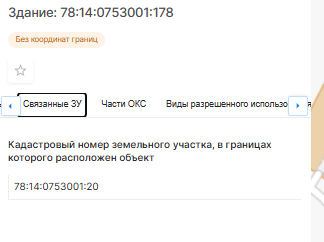 Здание: 78:14:0753001:178
Без координат границ
Связанные ЗУ Части ОКС Виды разрешенного использования
Кадастровый номер земельного участка, в границах
которого расположен объект
78:14:0753001:20